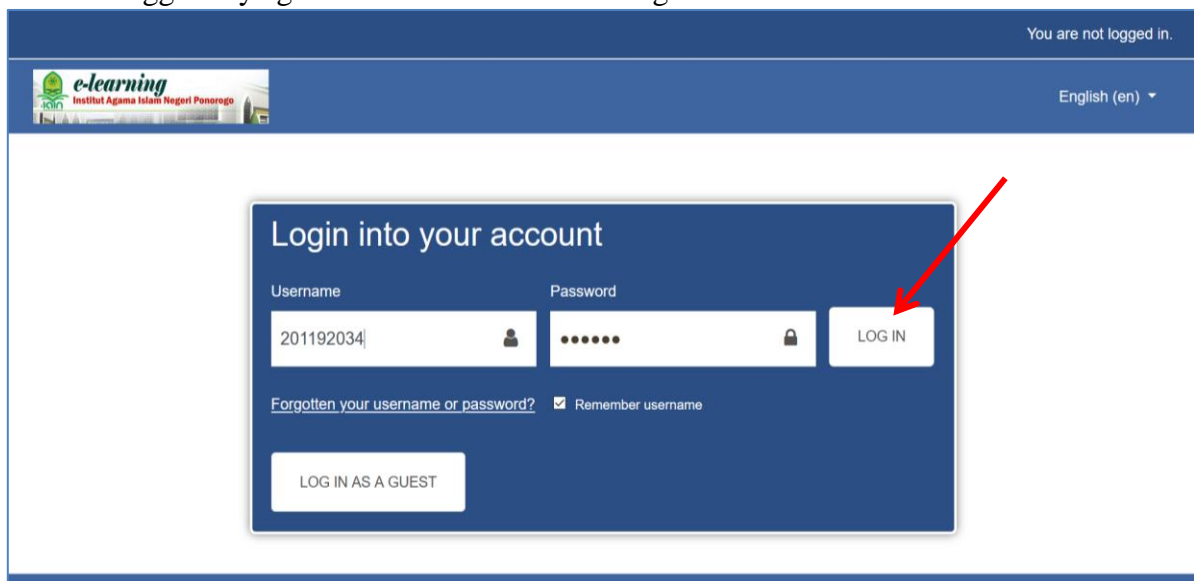 You are not logged in.
e-learning
Institut Agama Islam Negeri Ponorogo
iain
English (en)
Login into your account
Username
Password
201192034
••••••
LOG IN
Forgotten your username or password?
Remember username
LOG IN AS A GUEST